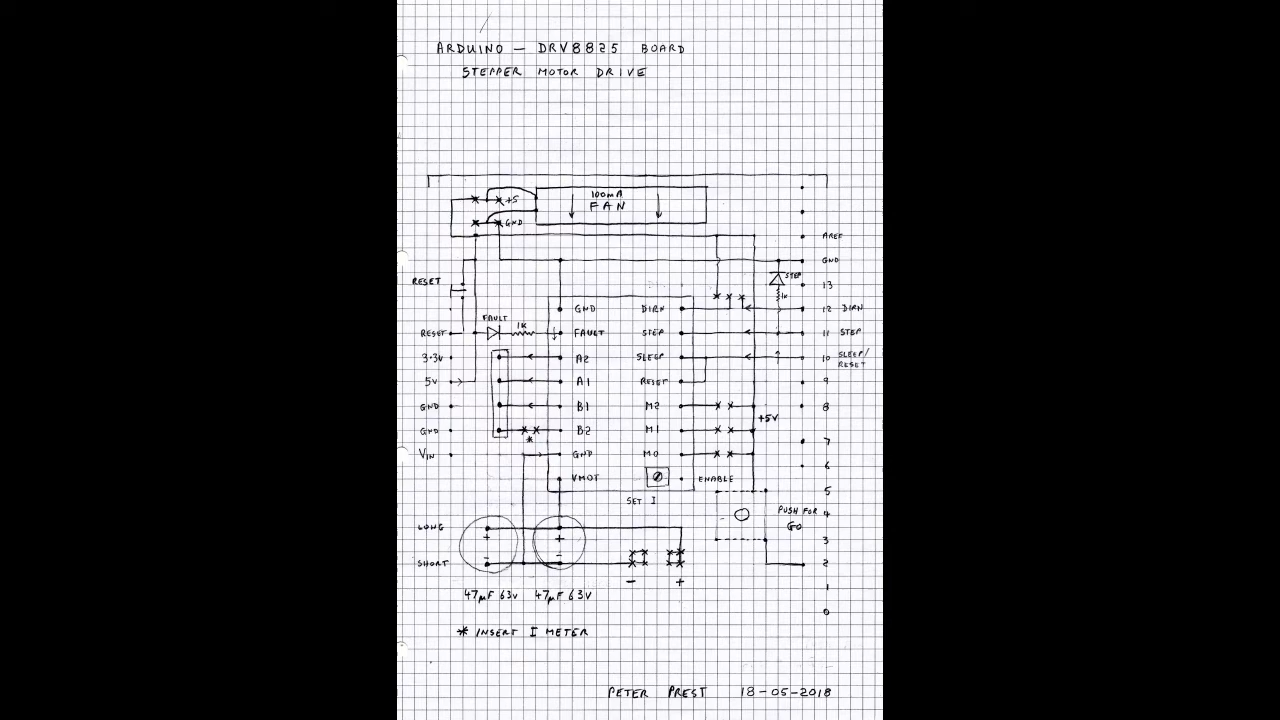 ARDUINO - DRV8825 BOARD
STEPPER MOTOR DRIVE
100mA
FAN
+5
GND
AREF
GND
RESET
STEP
1K
13
GND
DIRN
12 DIRN
FAULT
1K
RESET
FAULT
STEP
11 STEP
3.3V
A2
SLEEP
10 SLEEP/
RESET
5V
A1
RESET
9
GND
B1
M2
8
+5V
GND
B2
M1
7
*
VIN
GND
M0
6
VMOT
ENABLE
5
SET I
PUSH FOR
GO
4
LONG
+
+
3
SHORT
-
-
2
-
+
47µF 63V
47µF 63V
1
0
* INSERT I METER
PETER PREST 18-05-2018